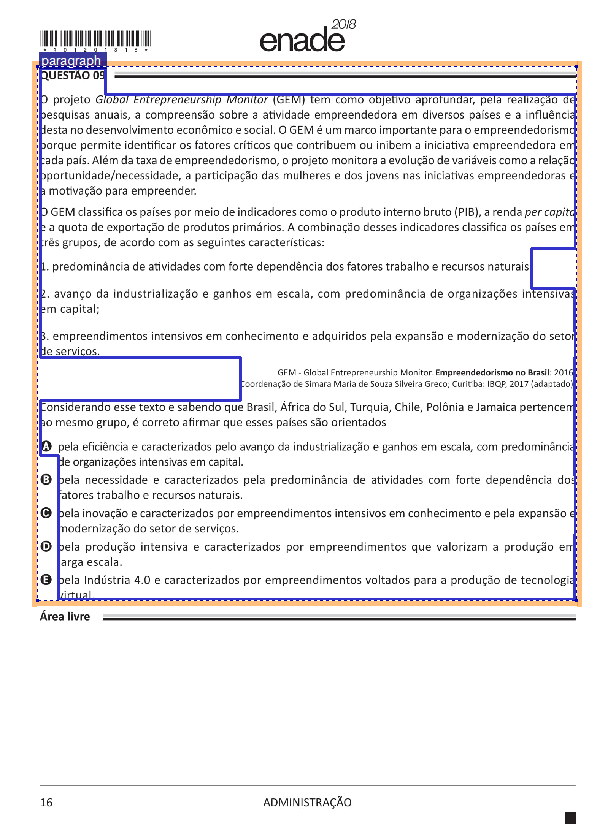 *R0120181 8*
enade 2018
paragraph
QUESTÃO 09
O projeto Global Entrepreneurship Monitor (GEM) tem como objetivo aprofundar, pela realização de
pesquisas anuais, a compreensão sobre a atividade empreendedora em diversos países e a influência
desta no desenvolvimento econômico e social. O GEM é um marco importante para o empreendedorismo
porque permite identificar os fatores críticos que contribuem ou inibem a iniciativa empreendedora em
cada país. Além da taxa de empreendedorismo, o projeto monitora a evolução de variáveis como a relação
oportunidade/necessidade, a participação das mulheres e dos jovens nas iniciativas empreendedoras e
a motivação para empreender.
O GEM classifica os países por meio de indicadores como o produto interno bruto (PIB), a renda per capita
e a quota de exportação de produtos primários. A combinação desses indicadores classifica os países em
três grupos, de acordo com as seguintes características:
1. predominância de atividades com forte dependência dos fatores trabalho e recursos naturais
2. avanço da industrialização e ganhos em escala, com predominância de organizações intensivas
em capital;
3. empreendimentos intensivos em conhecimento e adquiridos pela expansão e modernização do setor
de serviços.
GEM - Global Entrepreneurship Monitor. Empreendedorismo no Brasil: 2016
Coordenação de Simara Maria de Souza Silveira Greco; Curitiba: IBQP, 2017 (adaptado)
Considerando esse texto e sabendo que Brasil, África do Sul, Turquia, Chile, Polônia e Jamaica pertencem
ao mesmo grupo, é correto afirmar que esses países são orientados
A pela eficiência e caracterizados pelo avanço da industrialização e ganhos em escala, com predominância
de organizações intensivas em capital.
B pela necessidade e caracterizados pela predominância de atividades com forte dependência dos
fatores trabalho e recursos naturais.
C pela inovação e caracterizados por empreendimentos intensivos em conhecimento e pela expansão e
modernização do setor de serviços.
D pela produção intensiva e caracterizados por empreendimentos que valorizam a produção em
larga escala.
E pela Indústria 4.0 e caracterizados por empreendimentos voltados para a produção de tecnologia
virtual
Área livre
16
ADMINISTRAÇÃO